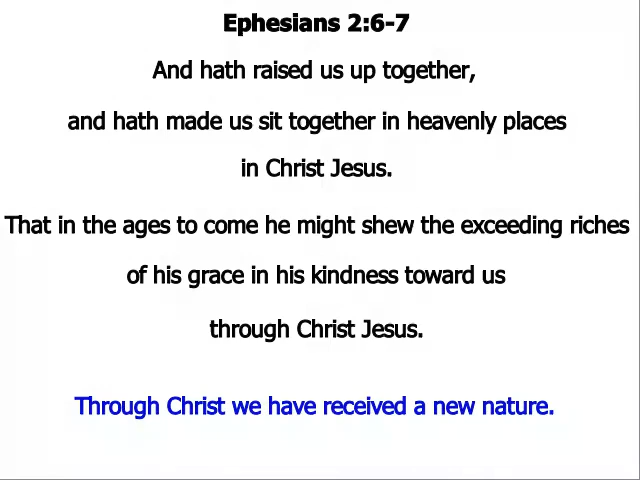 Ephesians 2:6-7
And hath raised us up together,
and hath made us sit together in heavenly places
in Christ Jesus.
That in the ages to come he might shew the exceeding riches
of his grace in his kindness toward us
through Christ Jesus.
Through Christ we have received a new nature.